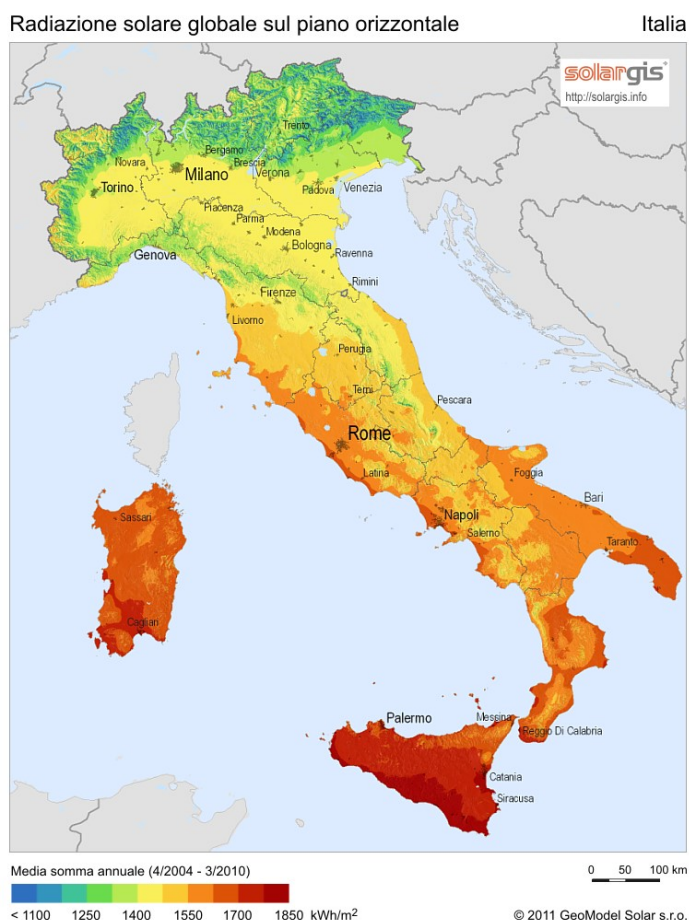 Radiazione solare globale sul piano orizzontale
Italia
solargis
http://solargis.info
Trento
Bergamo
Novara
Brescia
Milano
Verona
Torino
Padova
Venezia
Piacenza
Parma
Modena
Bologna
Genova
Ravenna
Rimini
Firenze
Livorno
Perugia
Terni
Pescara
Rome
Latina
Foggia
Bari
Napoli
Sassari
Salerno
Taranto
Cagliari
Palermo
Messina
Reggio Di Calabria
Catania
Siracusa
Media somma annuale (4/2004 - 3/2010)
0 50 100 km
< 1100 1250 1400 1550 1700 1850 kWh/m²
© 2011 GeoModel Solar s.r.o.